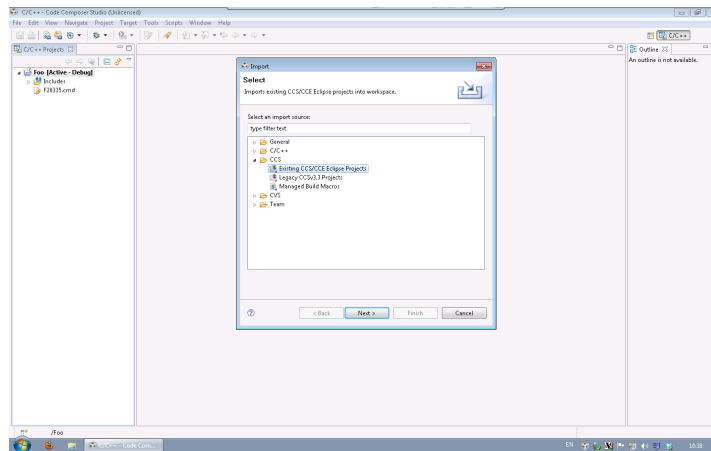 C/C++ - Code Composer Studio (Unlicensed)
File Edit View Navigate Project Target Tools Scripts Window Help
C/C++
C/C++ Projects
Outline
An outline is not available.
Foo [Active - Debug]
Includes
F28335.cmd
Import
Select
Imports existing CCS/CCE Eclipse projects into workspace.
Select an import source:
type filter text
General
C/C++
CCS
Existing CCS/CCE Eclipse Projects
Legacy CCSv3.3 Projects
Managed Build Macros
CVS
Team
< Back Next > Finish Cancel
/Foo
C/C++ - Code Com...
EN 10:38